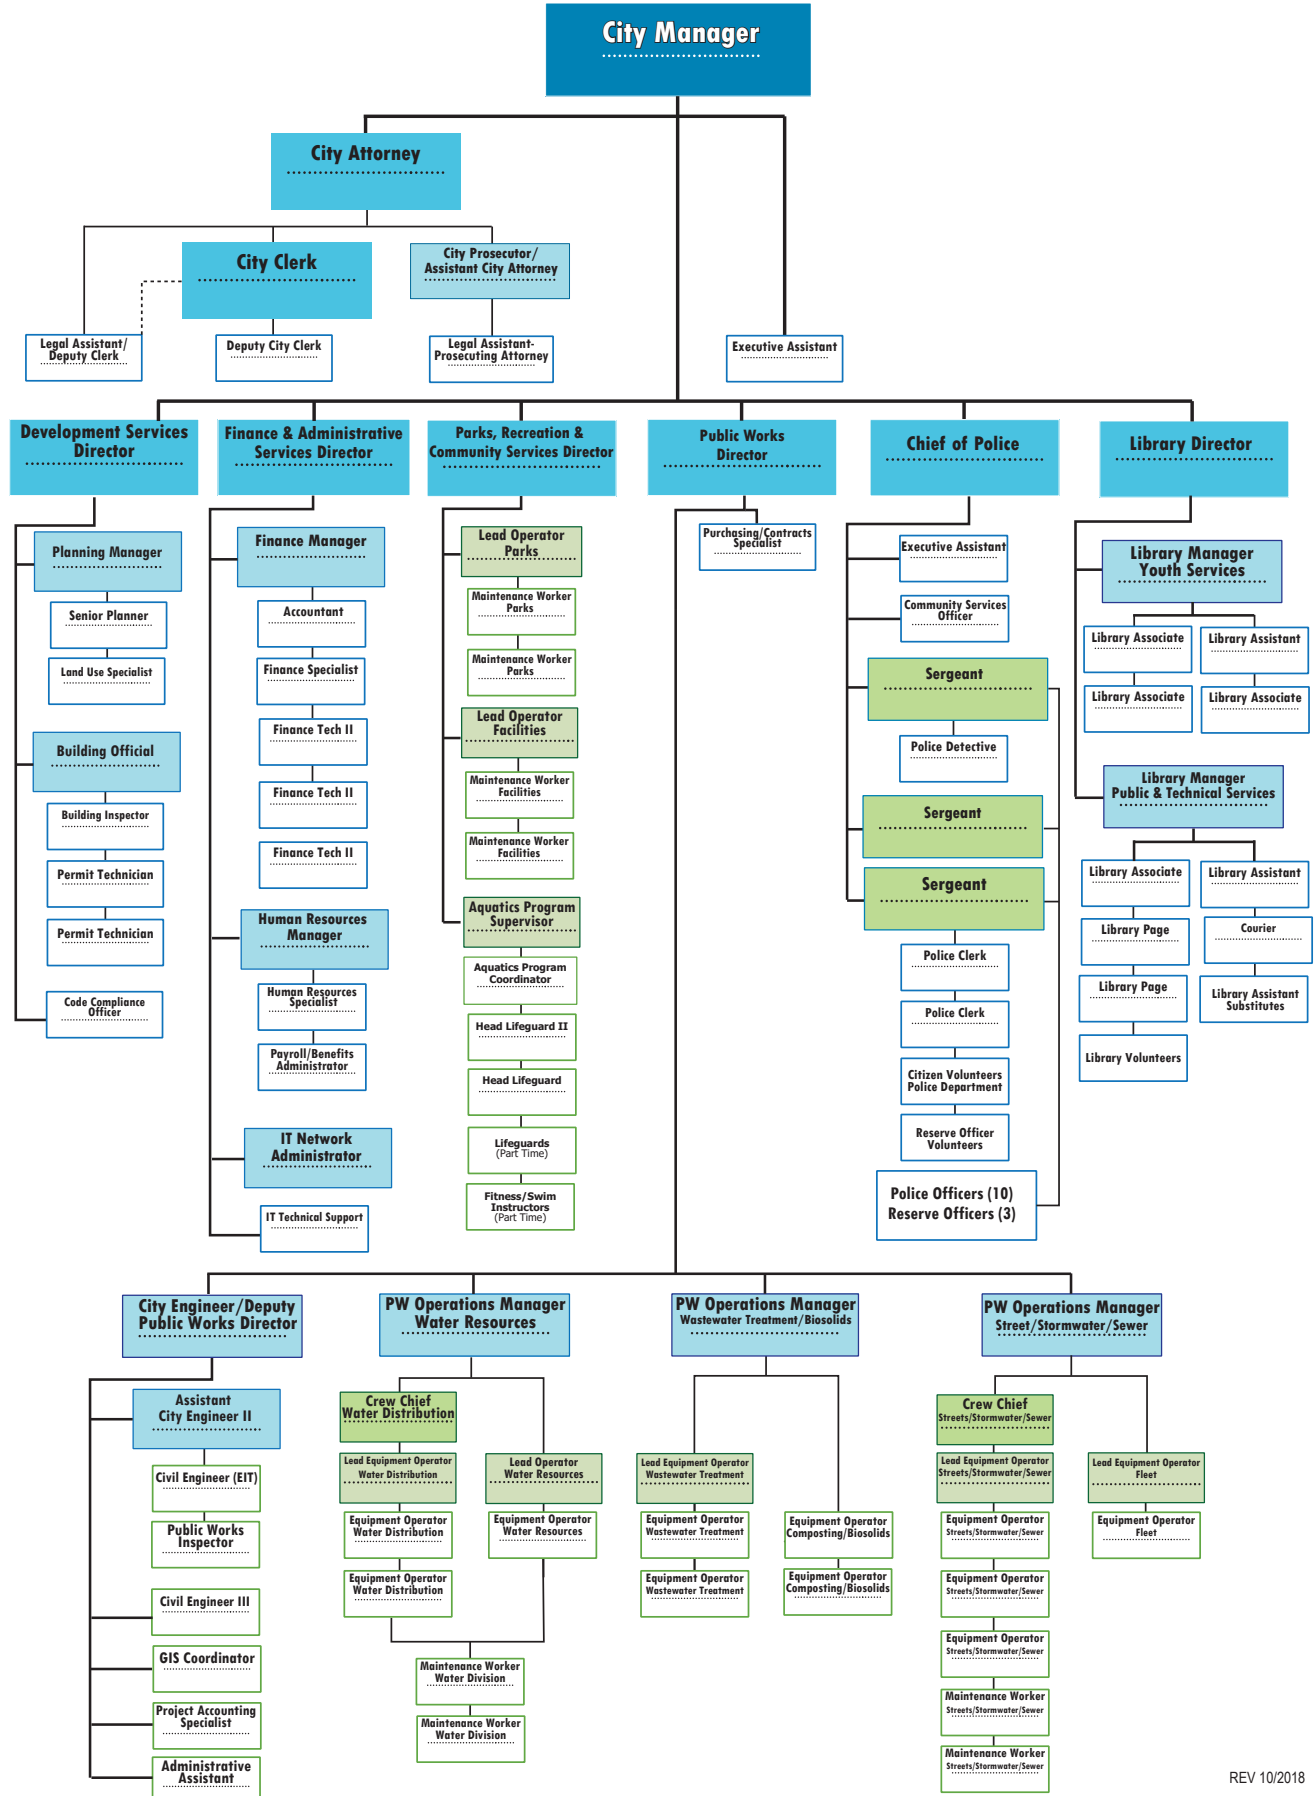 City Manager
City Attorney
City Clerk
City Prosecutor/
Assistant City Attorney
Legal Assistant/
Deputy Clerk
Deputy City Clerk
Legal Assistant-
Prosecuting Attorney
Executive Assistant
Development Services
Director
Finance & Administrative
Services Director
Parks, Recreation &
Community Services Director
Public Works
Director
Chief of Police
Library Director
Planning Manager
Senior Planner
Land Use Specialist
Building Official
Building Inspector
Permit Technician
Permit Technician
Code Compliance
Officer
Finance Manager
Accountant
Finance Specialist
Finance Tech II
Finance Tech II
Finance Tech II
Human Resources
Manager
Human Resources
Specialist
Payroll/Benefits
Administrator
IT Network
Administrator
IT Technical Support
Lead Operator
Parks
Maintenance Worker
Parks
Maintenance Worker
Parks
Lead Operator
Facilities
Maintenance Worker
Facilities
Maintenance Worker
Facilities
Aquatics Program
Supervisor
Aquatics Program
Coordinator
Head Lifeguard II
Head Lifeguard
Lifeguards
(Part Time)
Fitness/Swim
Instructors
(Part Time)
Purchasing/Contracts
Specialist
Executive Assistant
Community Services
Officer
Sergeant
Police Detective
Sergeant
Sergeant
Police Clerk
Police Clerk
Citizen Volunteers
Police Department
Reserve Officer
Volunteers
Police Officers (10)
Reserve Officers (3)
Library Manager
Youth Services
Library Associate
Library Assistant
Library Associate
Library Associate
Library Manager
Public & Technical Services
Library Associate
Library Assistant
Library Page
Courier
Library Page
Library Assistant
Substitutes
Library Volunteers
City Engineer/Deputy
Public Works Director
Assistant
City Engineer II
Civil Engineer (EIT)
Public Works
Inspector
Civil Engineer III
GIS Coordinator
Project Accounting
Specialist
Administrative
Assistant
PW Operations Manager
Water Resources
Crew Chief
Water Distribution
Lead Equipment Operator
Water Distribution
Equipment Operator
Water Distribution
Equipment Operator
Water Distribution
Lead Operator
Water Resources
Equipment Operator
Water Resources
Maintenance Worker
Water Division
Maintenance Worker
Water Division
PW Operations Manager
Wastewater Treatment/Biosolids
Lead Equipment Operator
Wastewater Treatment
Equipment Operator
Wastewater Treatment
Equipment Operator
Wastewater Treatment
Equipment Operator
Composting/Biosolids
Equipment Operator
Composting/Biosolids
PW Operations Manager
Street/Stormwater/Sewer
Crew Chief
Streets/Stormwater/Sewer
Lead Equipment Operator
Streets/Stormwater/Sewer
Equipment Operator
Streets/Stormwater/Sewer
Equipment Operator
Streets/Stormwater/Sewer
Equipment Operator
Streets/Stormwater/Sewer
Maintenance Worker
Streets/Stormwater/Sewer
Maintenance Worker
Streets/Stormwater/Sewer
Lead Equipment Operator
Fleet
Equipment Operator
Fleet
REV 10/2018